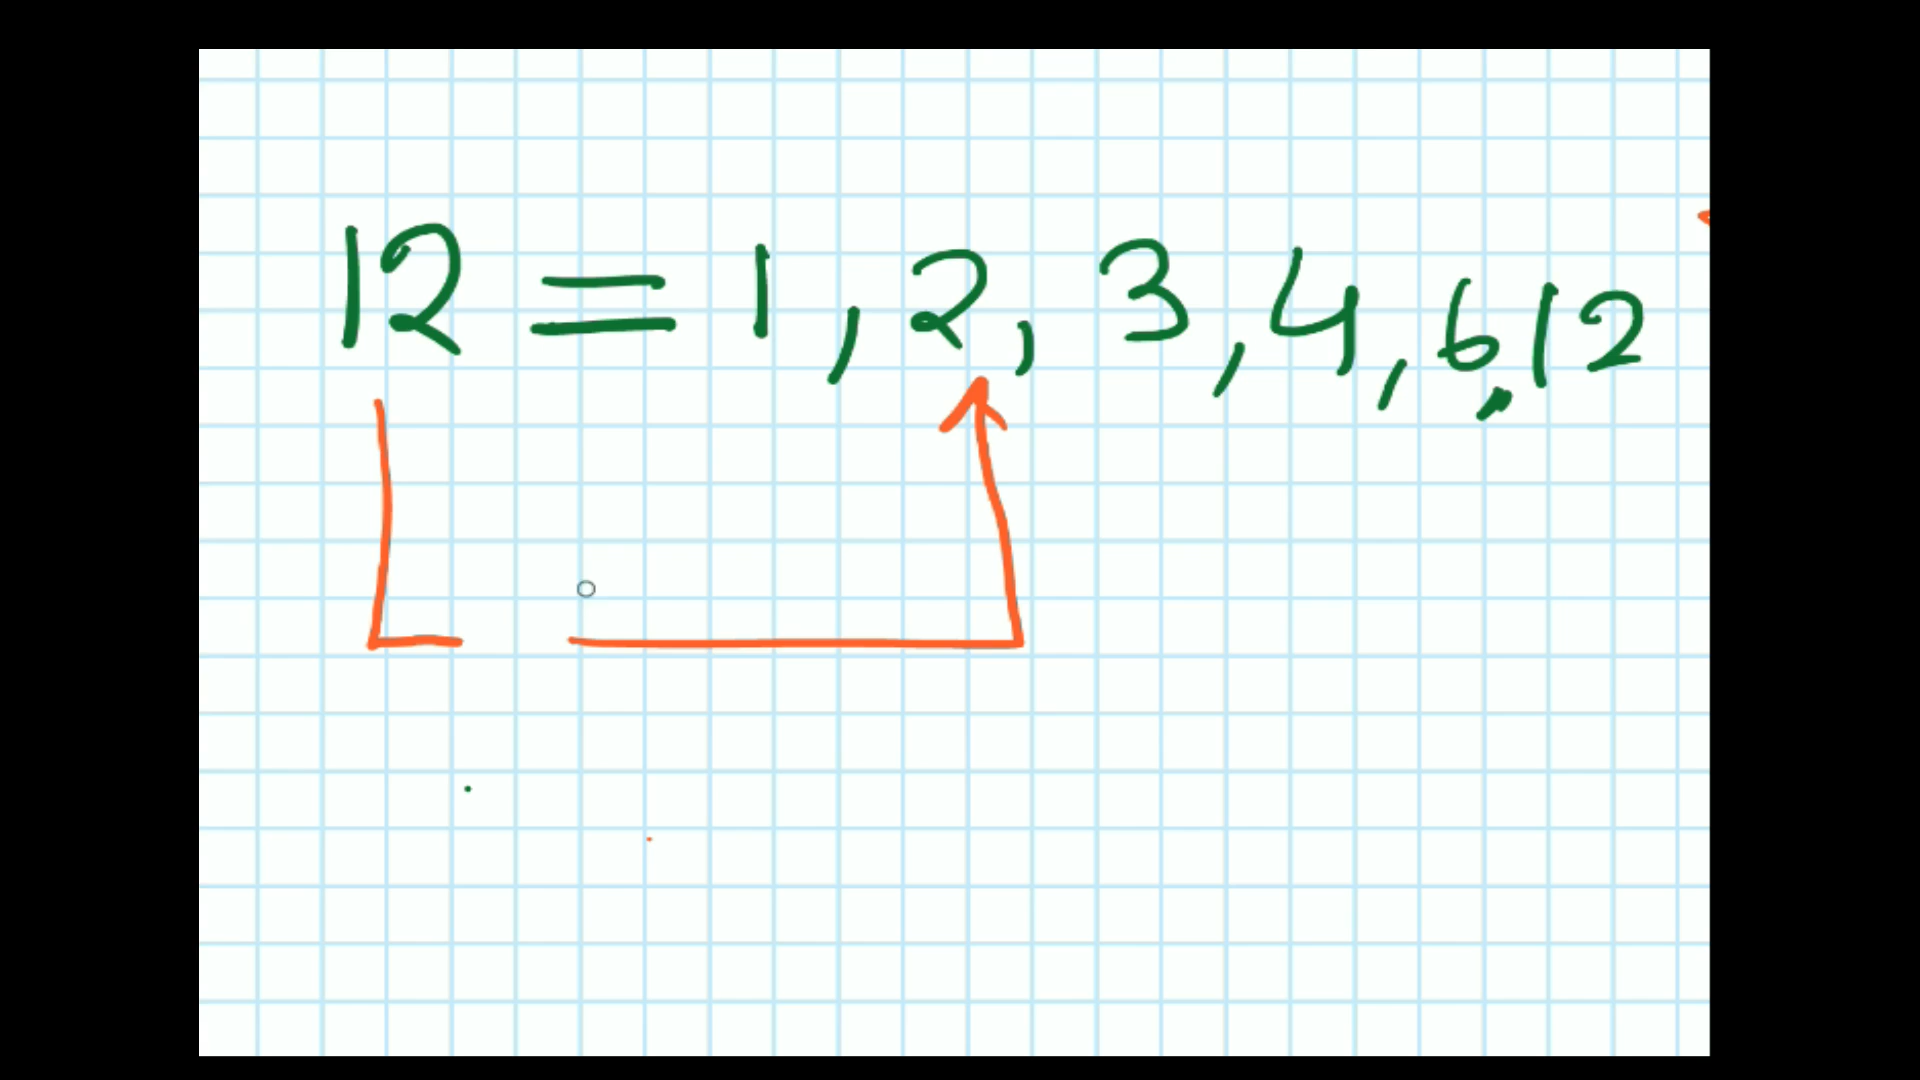 12 = 1, 2, 3, 4, 6, 12